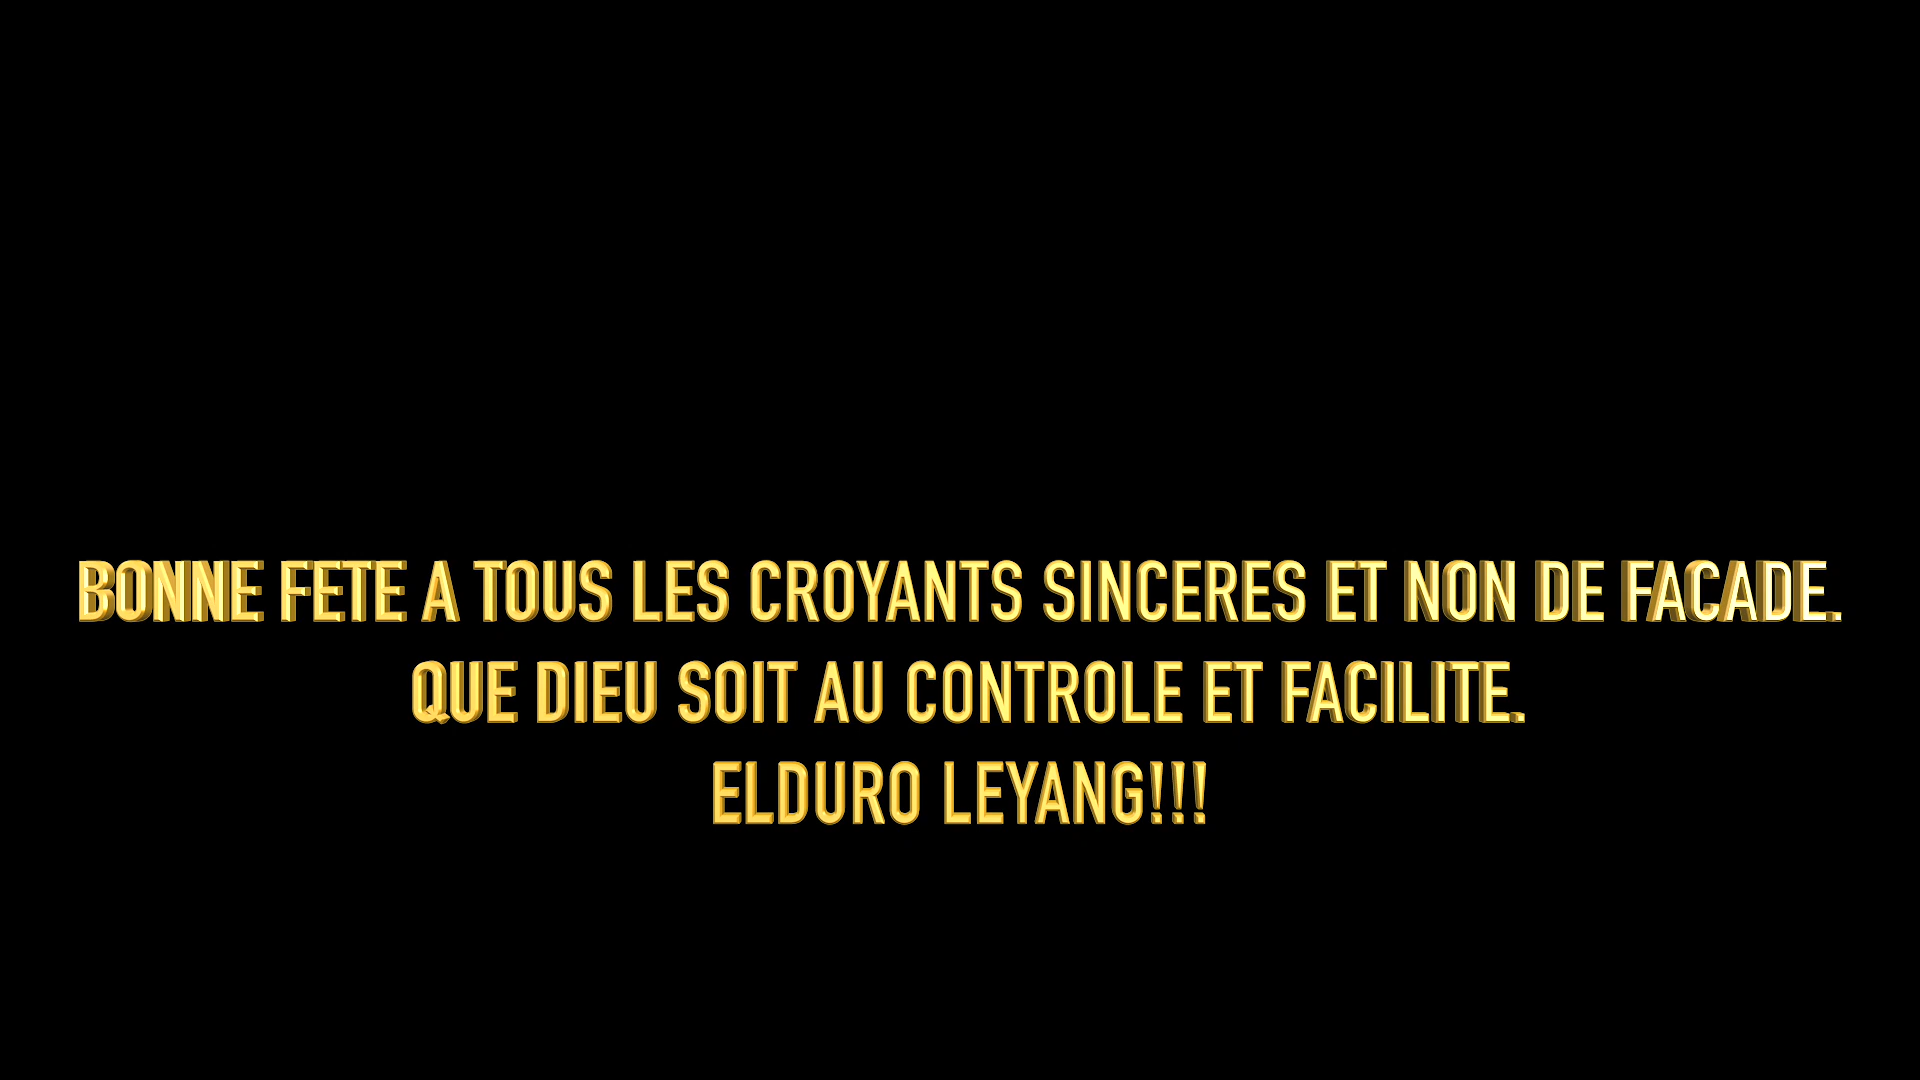 BONNE FETE A TOUS LES CROYANTS SINCERES ET NON DE FACADE.
QUE DIEU SOIT AU CONTROLE ET FACILITE.
ELDURO LEYANG!!!